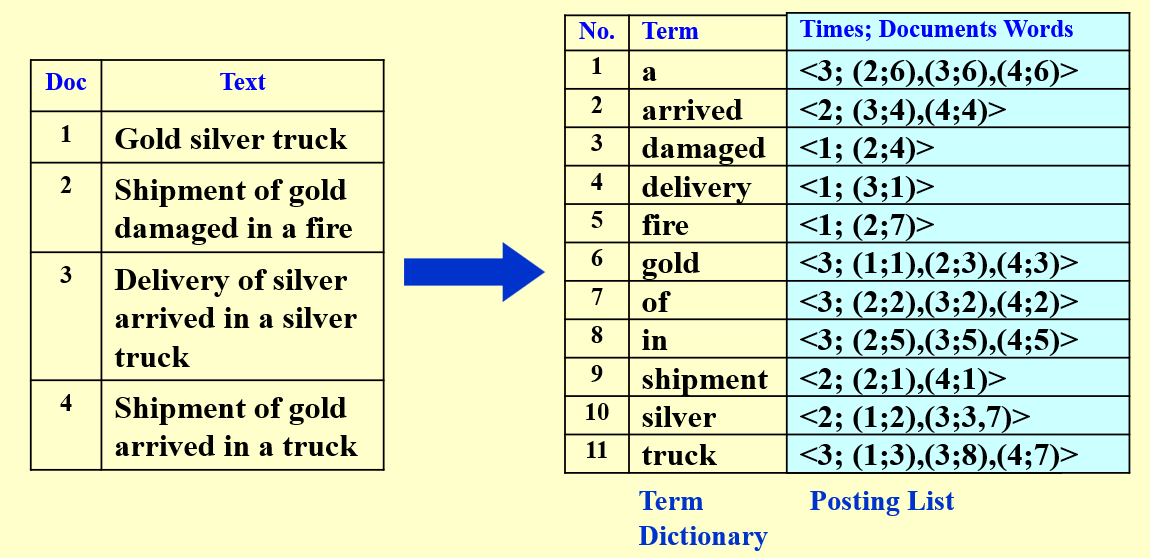 Doc Text
1 Gold silver truck
2 Shipment of gold
damaged in a fire
3 Delivery of silver
arrived in a silver
truck
4 Shipment of gold
arrived in a truck
No. Term Times; Documents Words
1 a <3; (2;6),(3;6),(4;6)>
2 arrived <2; (3;4),(4;4)>
3 damaged <1; (2;4)>
4 delivery <1; (3;1)>
5 fire <1; (2;7)>
6 gold <3; (1;1),(2;3),(4;3)>
7 of <3; (2;2),(3;2),(4;2)>
8 in <3; (2;5),(3;5),(4;5)>
9 shipment <2; (2;1),(4;1)>
10 silver <2; (1;2),(3;3,7)>
11 truck <3; (1;3),(3;8),(4;7)>
Term Posting List
Dictionary